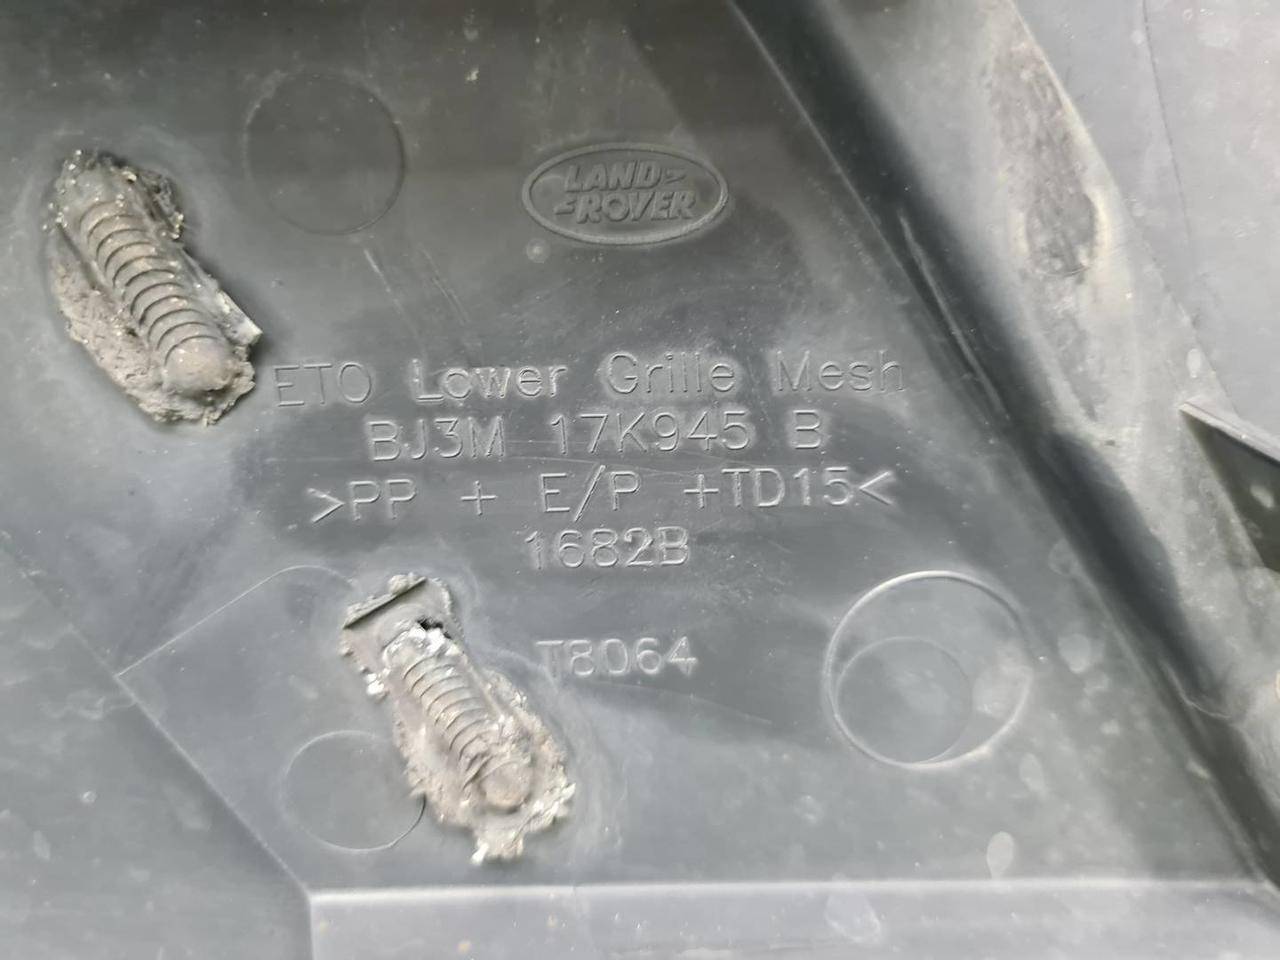 LAND
ROVER
ETO Lower Grille Mesh
BJ3M 17K945 B
>PP + E/P +TD15<
1682B
T8064